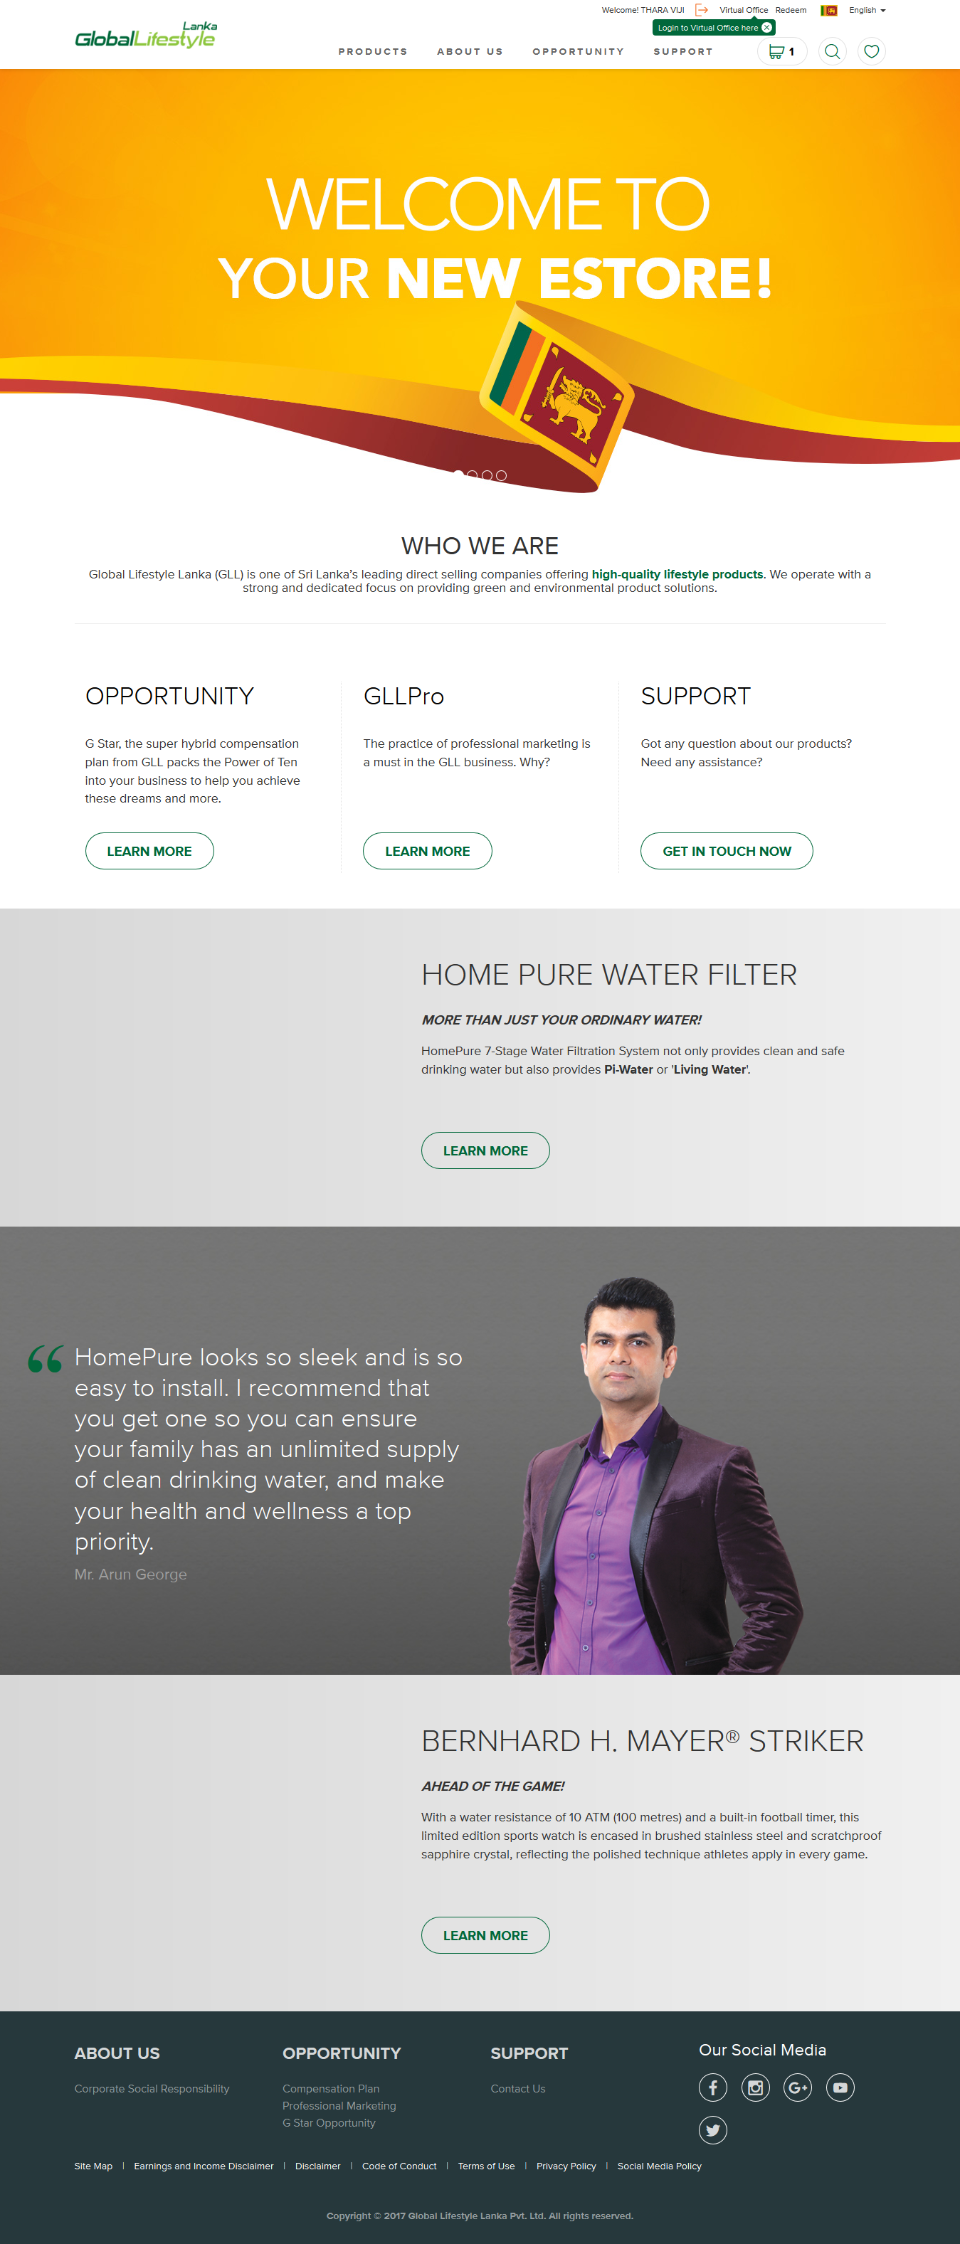 Welcome! THARA VUI
Virtual Office
Redeem
English
Lanka
GlobalLifestyle
Login to Virtual Office here
PRODUCTS
ABOUT US
OPPORTUNITY
SUPPORT
1
WELCOME TO
YOUR NEW ESTORE!
WHO WE ARE
Global Lifestyle Lanka (GLL) is one of Sri Lanka's leading direct selling companies offering high-quality lifestyle products. We operate with a
strong and dedicated focus on providing green and environmental product solutions.
OPPORTUNITY
G Star, the super hybrid compensation
plan from GLL packs the Power of Ten
into your business to help you achieve
these dreams and more.
LEARN MORE
GLLPro
The practice of professional marketing is
a must in the GLL business. Why?
LEARN MORE
SUPPORT
Got any question about our products?
Need any assistance?
GET IN TOUCH NOW
HOME PURE WATER FILTER
MORE THAN JUST YOUR ORDINARY WATER!
HomePure 7-Stage Water Filtration System not only provides clean and safe
drinking water but also provides Pi-Water or 'Living Water'.
LEARN MORE
“ HomePure looks so sleek and is so
easy to install. I recommend that
you get one so you can ensure
your family has an unlimited supply
of clean drinking water, and make
your health and wellness a top
priority.
Mr. Arun George
BERNHARD H. MAYER® STRIKER
AHEAD OF THE GAME!
With a water resistance of 10 ATM (100 metres) and a built-in football timer, this
limited edition sports watch is encased in brushed stainless steel and scratchproof
sapphire crystal, reflecting the polished technique athletes apply in every game.
LEARN MORE
ABOUT US
Corporate Social Responsibility
OPPORTUNITY
Compensation Plan
Professional Marketing
G Star Opportunity
SUPPORT
Contact Us
Our Social Media
Site Map | Earnings and Income Disclaimer | Disclaimer | Code of Conduct | Terms of Use | Privacy Policy | Social Media Policy
Copyright © 2017 Global Lifestyle Lanka Pvt. Ltd. All rights reserved.